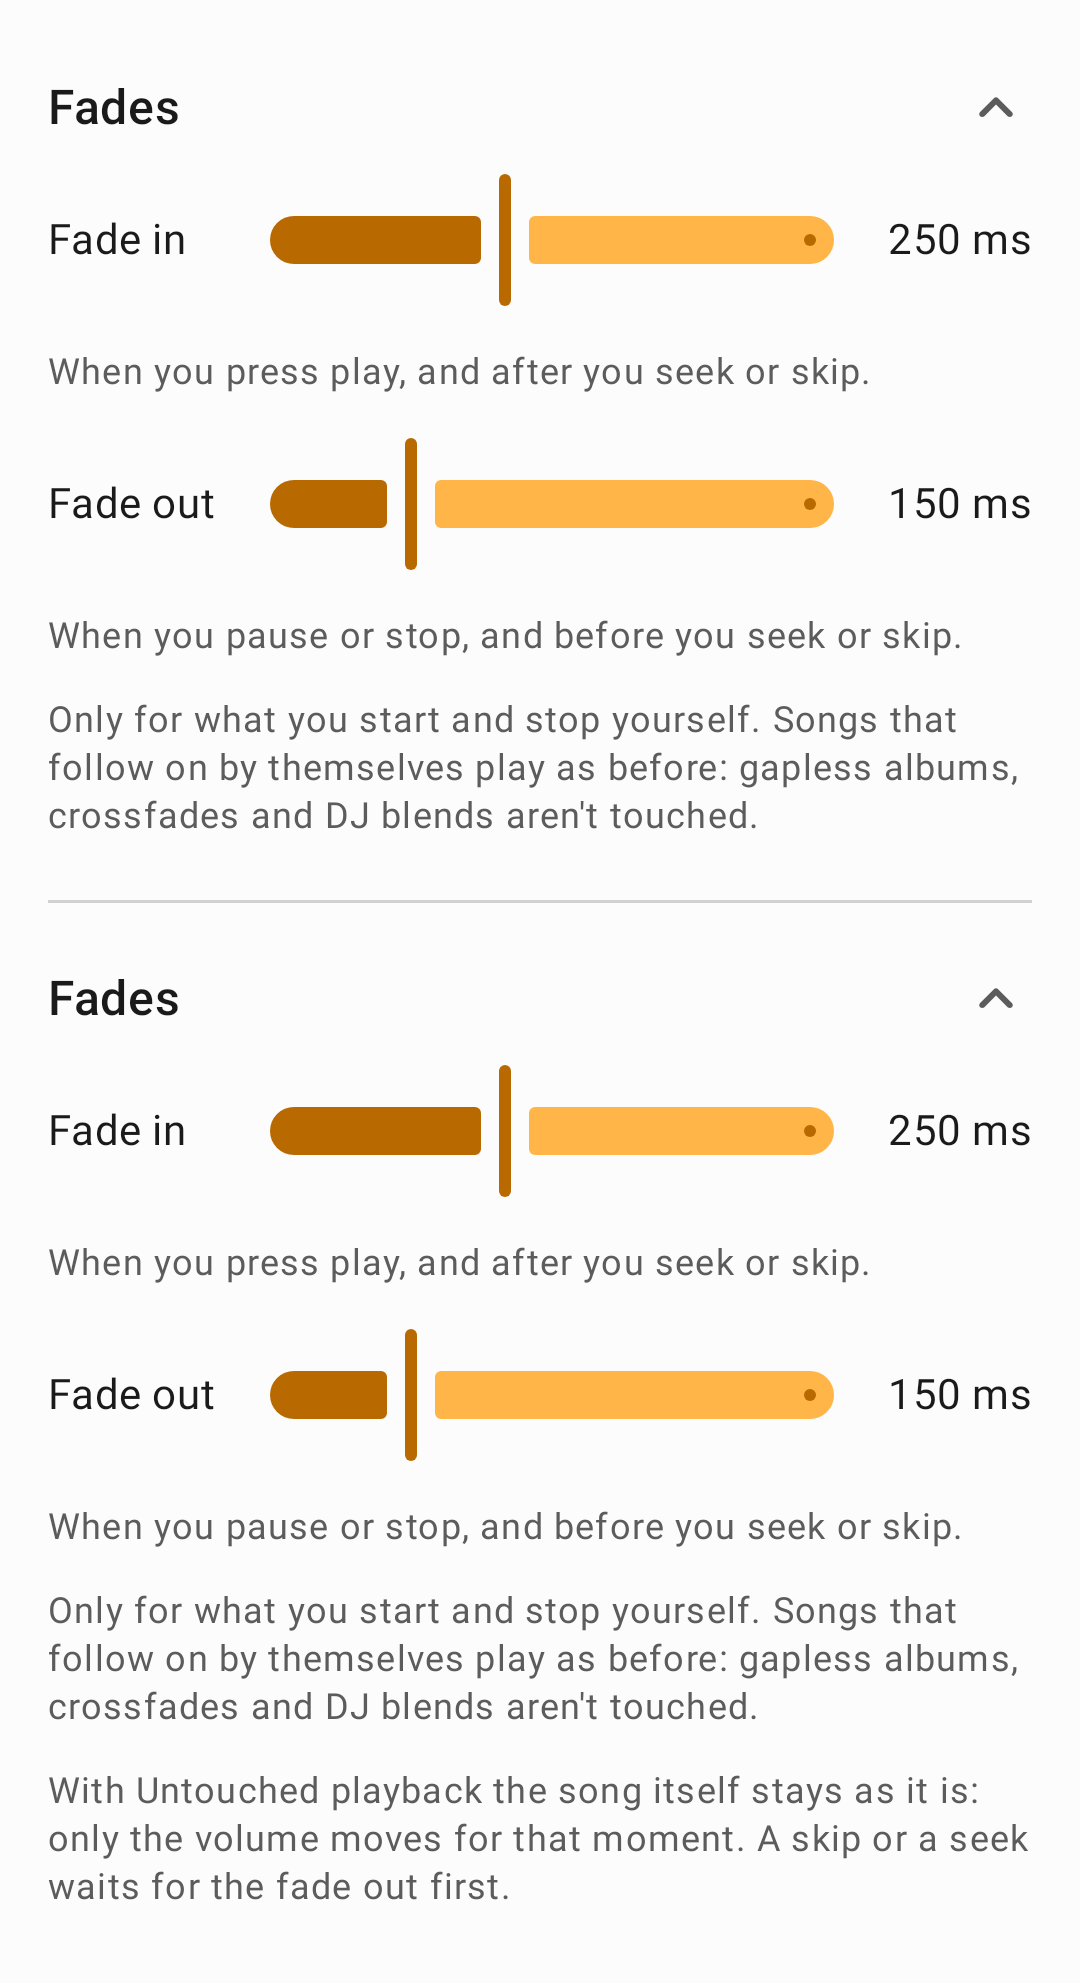 Fades
Fade in
250 ms
When you press play, and after you seek or skip.
Fade out
150 ms
When you pause or stop, and before you seek or skip.
Only for what you start and stop yourself. Songs that
follow on by themselves play as before: gapless albums,
crossfades and DJ blends aren't touched.
Fades
Fade in
250 ms
When you press play, and after you seek or skip.
Fade out
150 ms
When you pause or stop, and before you seek or skip.
Only for what you start and stop yourself. Songs that
follow on by themselves play as before: gapless albums,
crossfades and DJ blends aren't touched.
With Untouched playback the song itself stays as it is:
only the volume moves for that moment. A skip or a seek
waits for the fade out first.